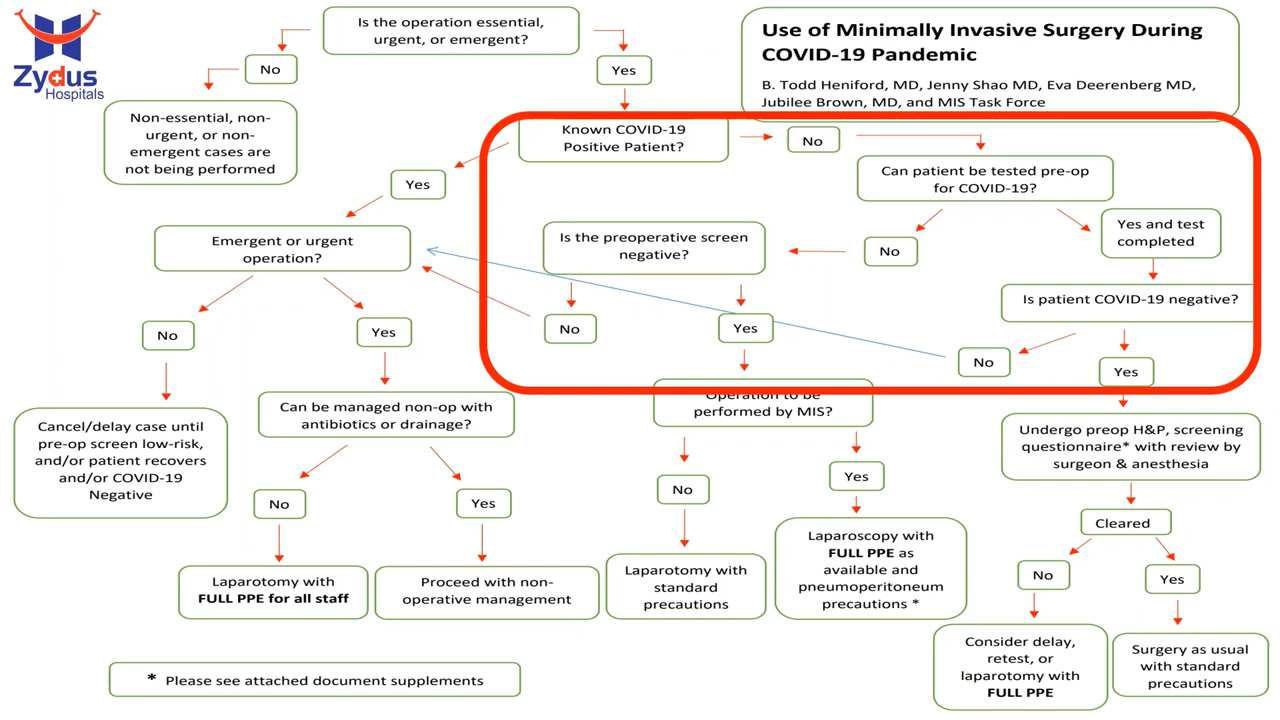 Zydus
Hospitals
Is the operation essential,
urgent, or emergent?
Use of Minimally Invasive Surgery During
COVID-19 Pandemic
B. Todd Heniford, MD, Jenny Shao MD, Eva Deerenberg MD,
Jubilee Brown, MD, and MIS Task Force
No
Yes
Non-essential, non-
urgent, or non-
emergent cases are
not being performed
Known COVID-19
Positive Patient?
No
Yes
Can patient be tested pre-op
for COVID-19?
Emergent or urgent
operation?
Is the preoperative screen
negative?
No
Yes and test
completed
Is patient COVID-19 negative?
No
Yes
No
Yes
No
Yes
Cancel/delay case until
pre-op screen low-risk,
and/or patient recovers
and/or COVID-19
Negative
Can be managed non-op with
antibiotics or drainage?
Operation to be
performed by MIS?
Undergo preop H&P, screening
questionnaire* with review by
surgeon & anesthesia
No
Yes
No
Yes
Cleared
Laparotomy with
FULL PPE for all staff
Proceed with non-
operative management
Laparotomy with
standard
precautions
Laparoscopy with
FULL PPE as
available and
pneumoperitoneum
precautions *
No
Yes
Consider delay,
retest, or
laparotomy with
FULL PPE
Surgery as usual
with standard
precautions
* Please see attached document supplements